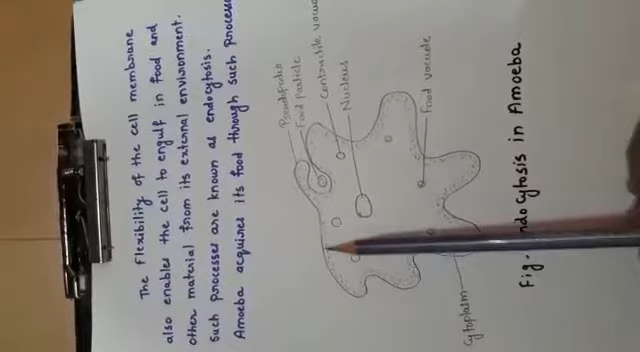 The flexibility of the cell membrane
also enables the cell to engulf in food and
other material from its external environment.
Such processes are known as endocytosis.
Amoeba acquires its food through such processes
Pseudopodia
Food particle
Contractile vacuo
Nucleus
Food vacuole
Cytoplasm
Fig. ndocytosis in Amoeba